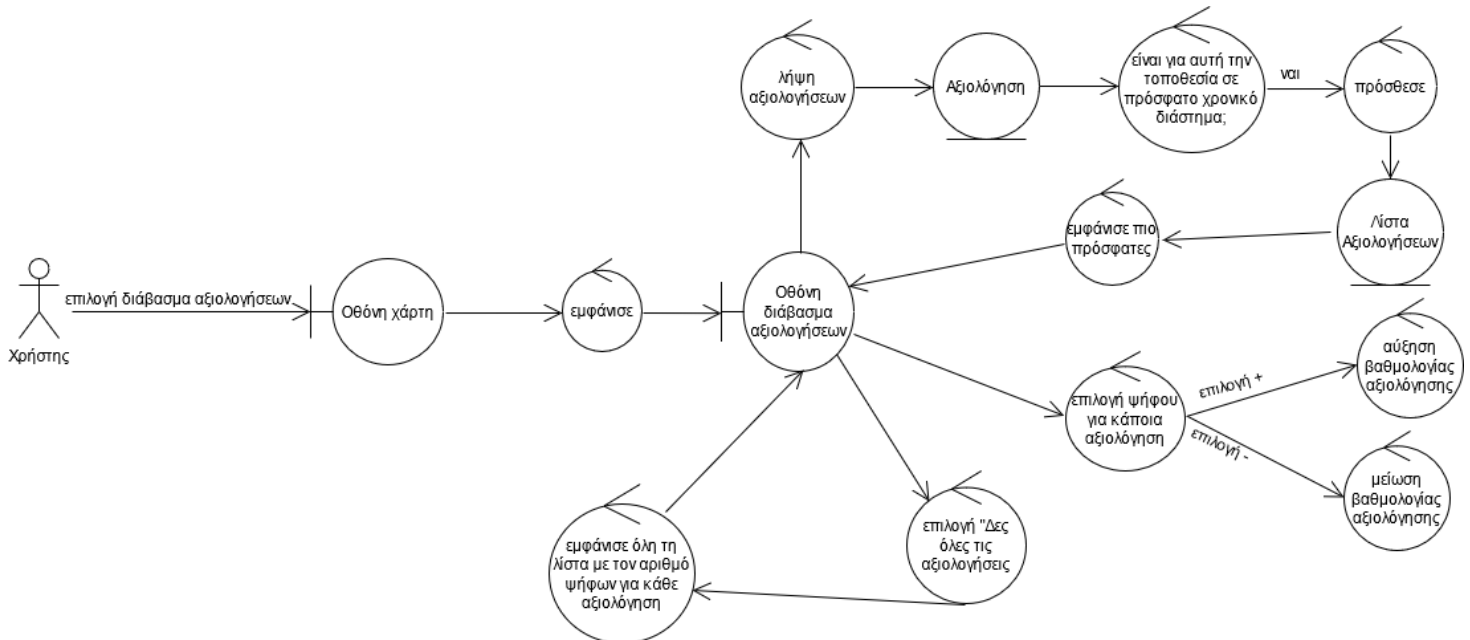 λήψη
αξιολογήσεων
Αξιολόγηση
είναι για αυτή την
τοποθεσία σε
πρόσφατο χρονικό
διάστημα;
ναι
πρόσθεσε
εμφάνισε πιο
πρόσφατες
Λίστα
Αξιολογήσεων
Χρήστης
επιλογή διάβασμα αξιολογήσεων
Οθόνη χάρτη
εμφάνισε
Οθόνη
διάβασμα
αξιολογήσεων
επιλογή ψήφου
για κάποια
αξιολόγηση
επιλογή +
επιλογή -
αύξηση
βαθμολογίας
αξιολόγησης
μείωση
βαθμολογίας
αξιολόγησης
εμφάνισε όλη τη
λίστα με τον αριθμό
ψήφων για κάθε
αξιολόγηση
επιλογή "Δες
όλες τις
αξιολογήσεις